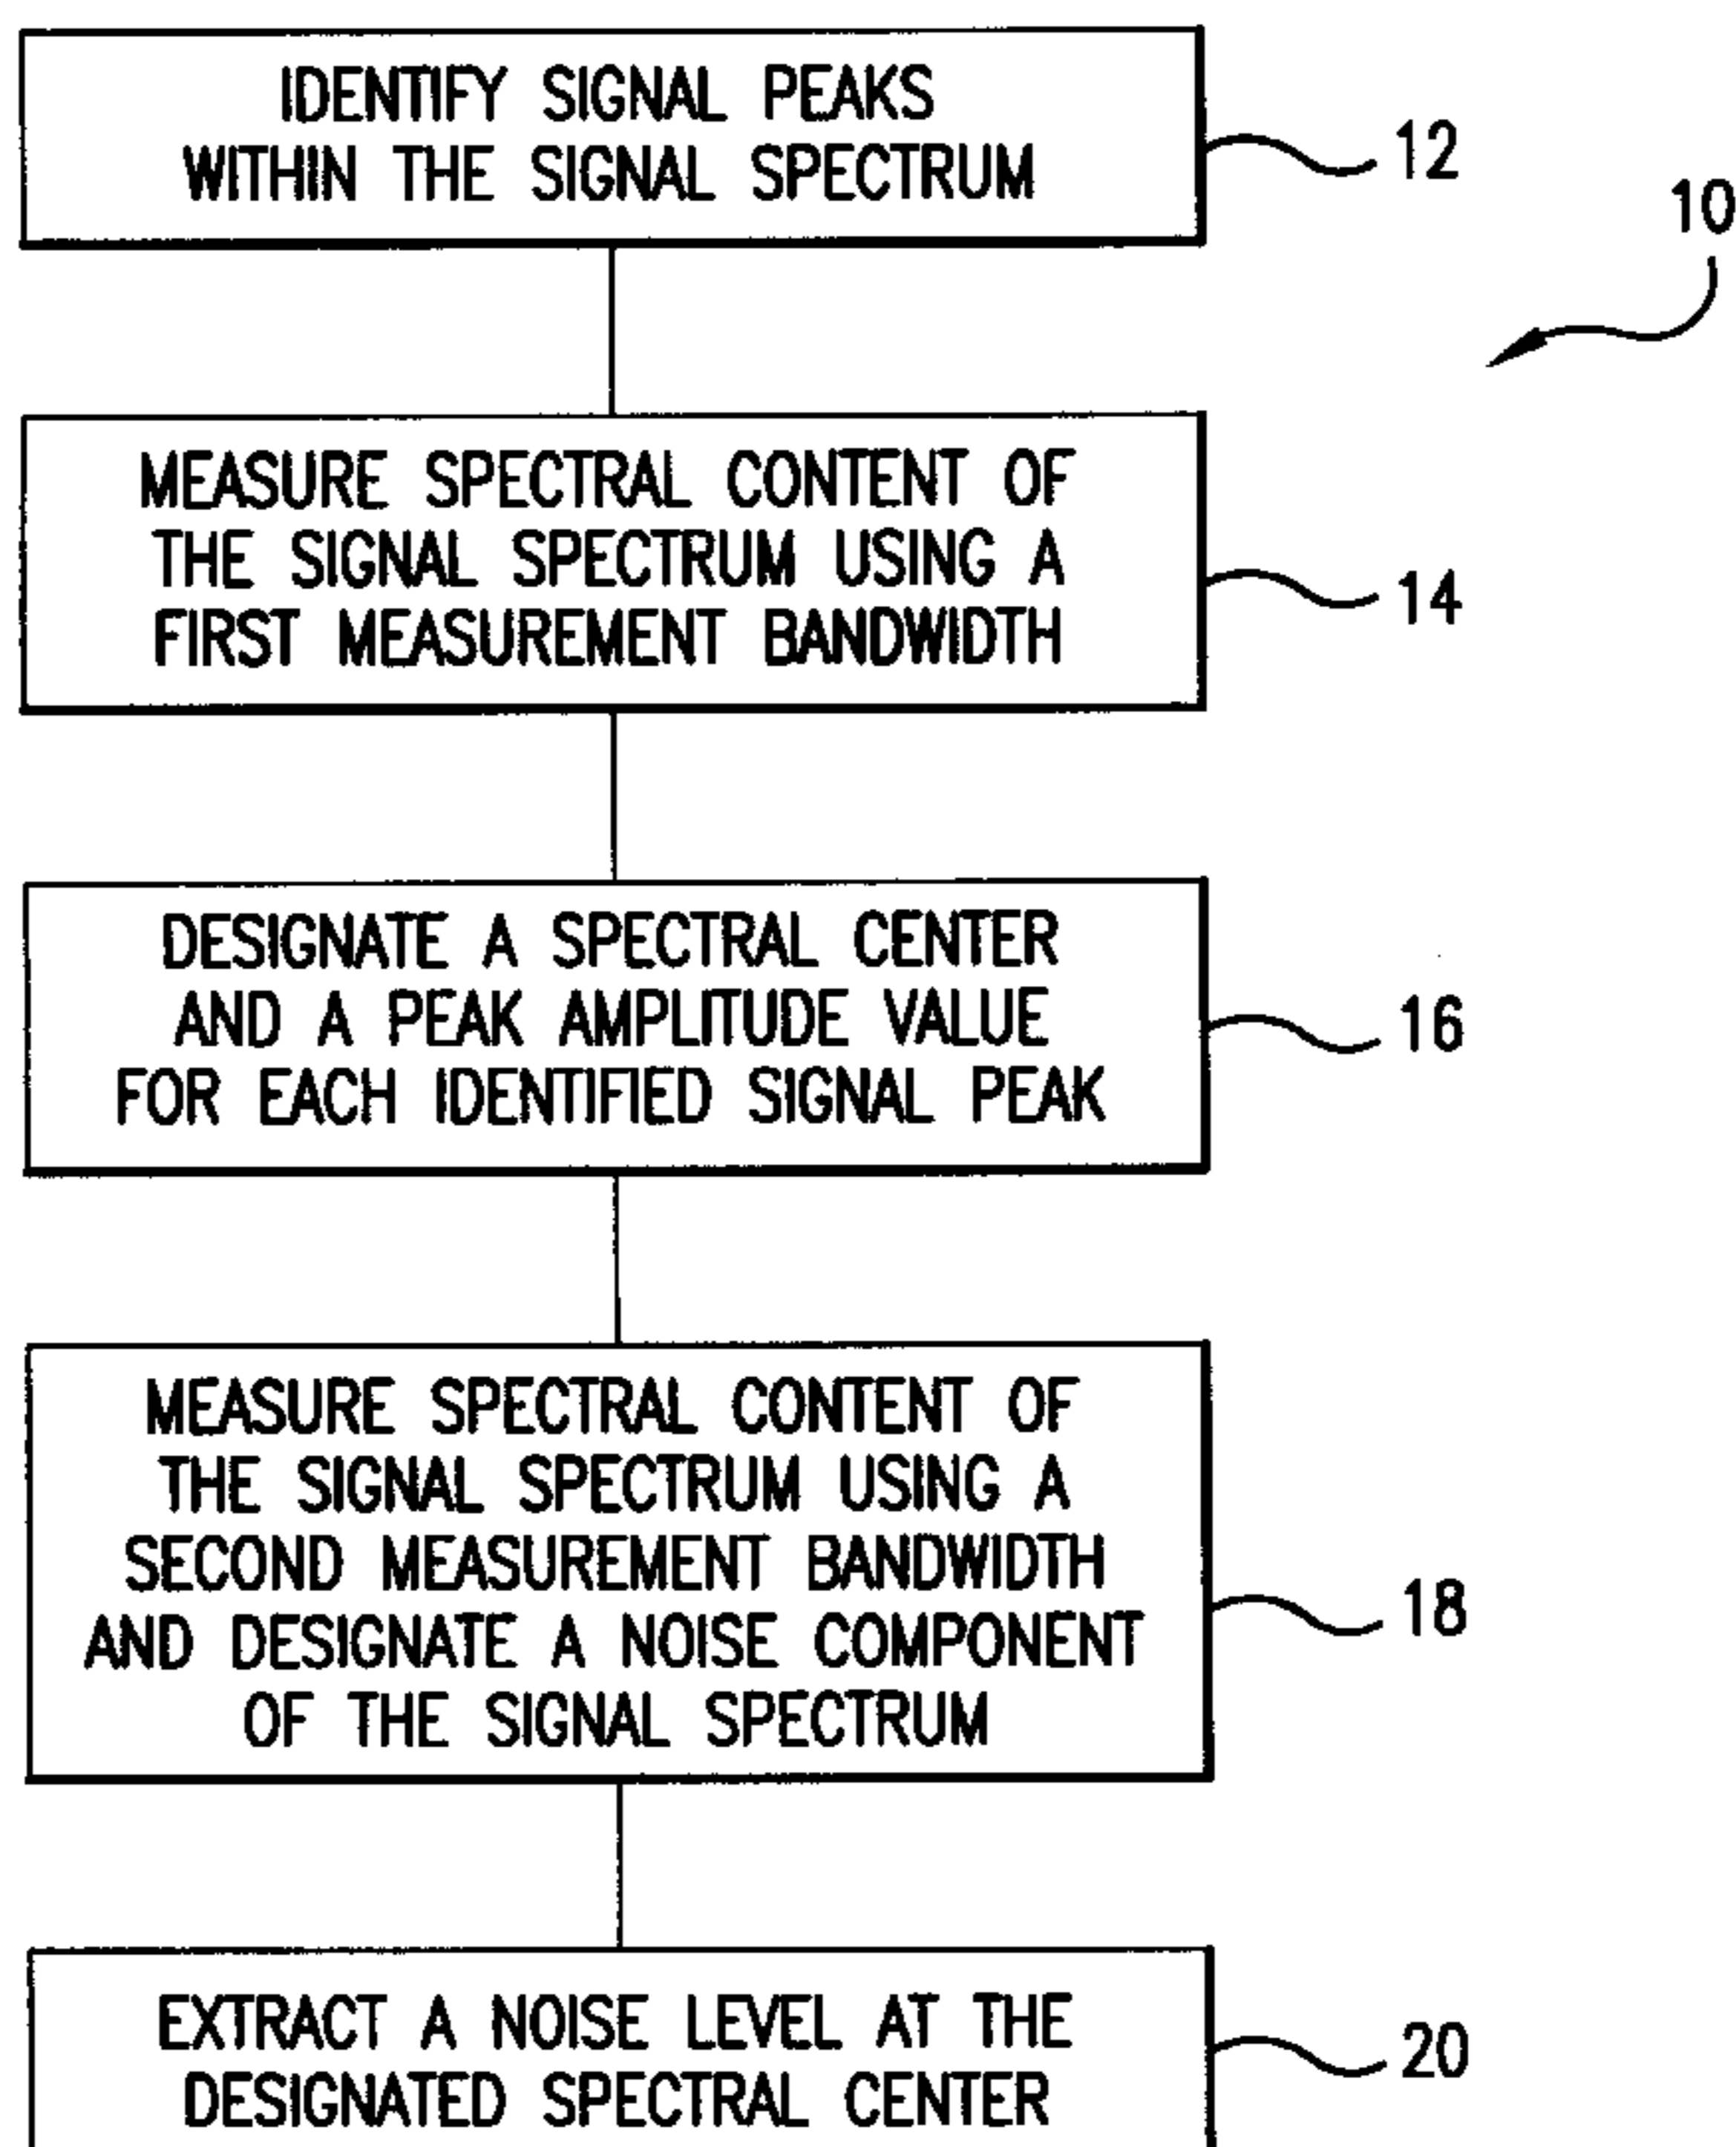 IDENTIFY SIGNAL PEAKS
WITHIN THE SIGNAL SPECTRUM
12
10
MEASURE SPECTRAL CONTENT OF
THE SIGNAL SPECTRUM USING A
FIRST MEASUREMENT BANDWIDTH
14
DESIGNATE A SPECTRAL CENTER
AND A PEAK AMPLITUDE VALUE
FOR EACH IDENTIFIED SIGNAL PEAK
16
MEASURE SPECTRAL CONTENT OF
THE SIGNAL SPECTRUM USING A
SECOND MEASUREMENT BANDWIDTH
AND DESIGNATE A NOISE COMPONENT
OF THE SIGNAL SPECTRUM
18
EXTRACT A NOISE LEVEL AT THE
DESIGNATED SPECTRAL CENTER
20